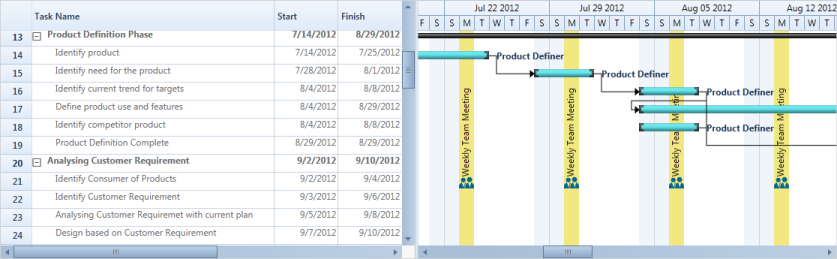 Task Name Start Finish
13 Product Definition Phase 7/14/2012 8/29/2012
14 Identify product 7/14/2012 7/25/2012
15 Identify need for the product 7/28/2012 8/1/2012
16 Identify current trend for targets 8/4/2012 8/8/2012
17 Define product use and features 8/4/2012 8/29/2012
18 Identify competitor product 8/4/2012 8/8/2012
19 Product Definition Complete 8/29/2012 8/29/2012
20 Analysing Customer Requirement 9/2/2012 9/10/2012
21 Identify Consumer of Products 9/2/2012 9/4/2012
22 Identify Customer Requirement 9/3/2012 9/6/2012
23 Analysing Customer Requiremet with current plan 9/5/2012 9/8/2012
24 Design based on Customer Requirement 9/7/2012 9/10/2012
Jul 22 2012 Jul 29 2012 Aug 05 2012 Aug 12 2012
F S S M T W T F S S M T W T F S S M T W T F S S M T W T
Product Definer
Product Definer
Product Definer
Product Definer
Weekly Team Meeting
Weekly Team Meeting
Weekly Team Meeting
Weekly Team Meeting